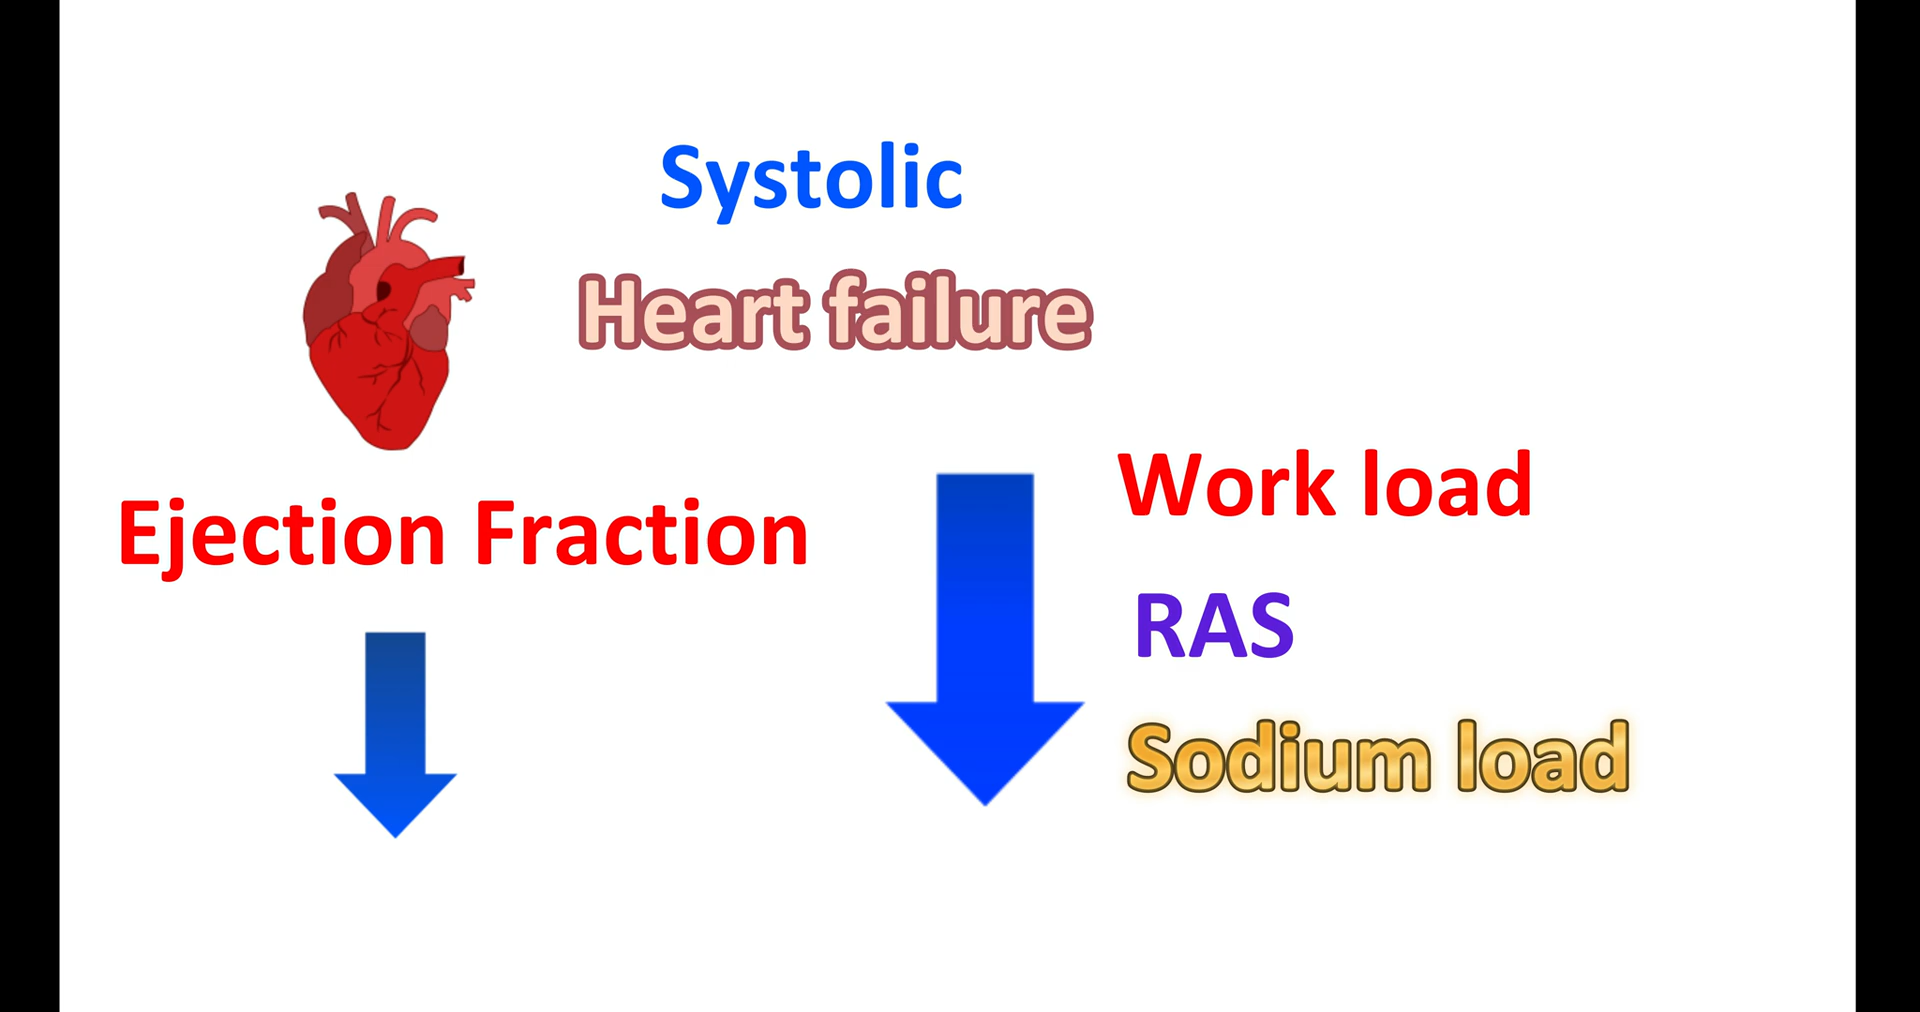 Systolic
Heart failure
Ejection Fraction
Work load
RAS
Sodium load